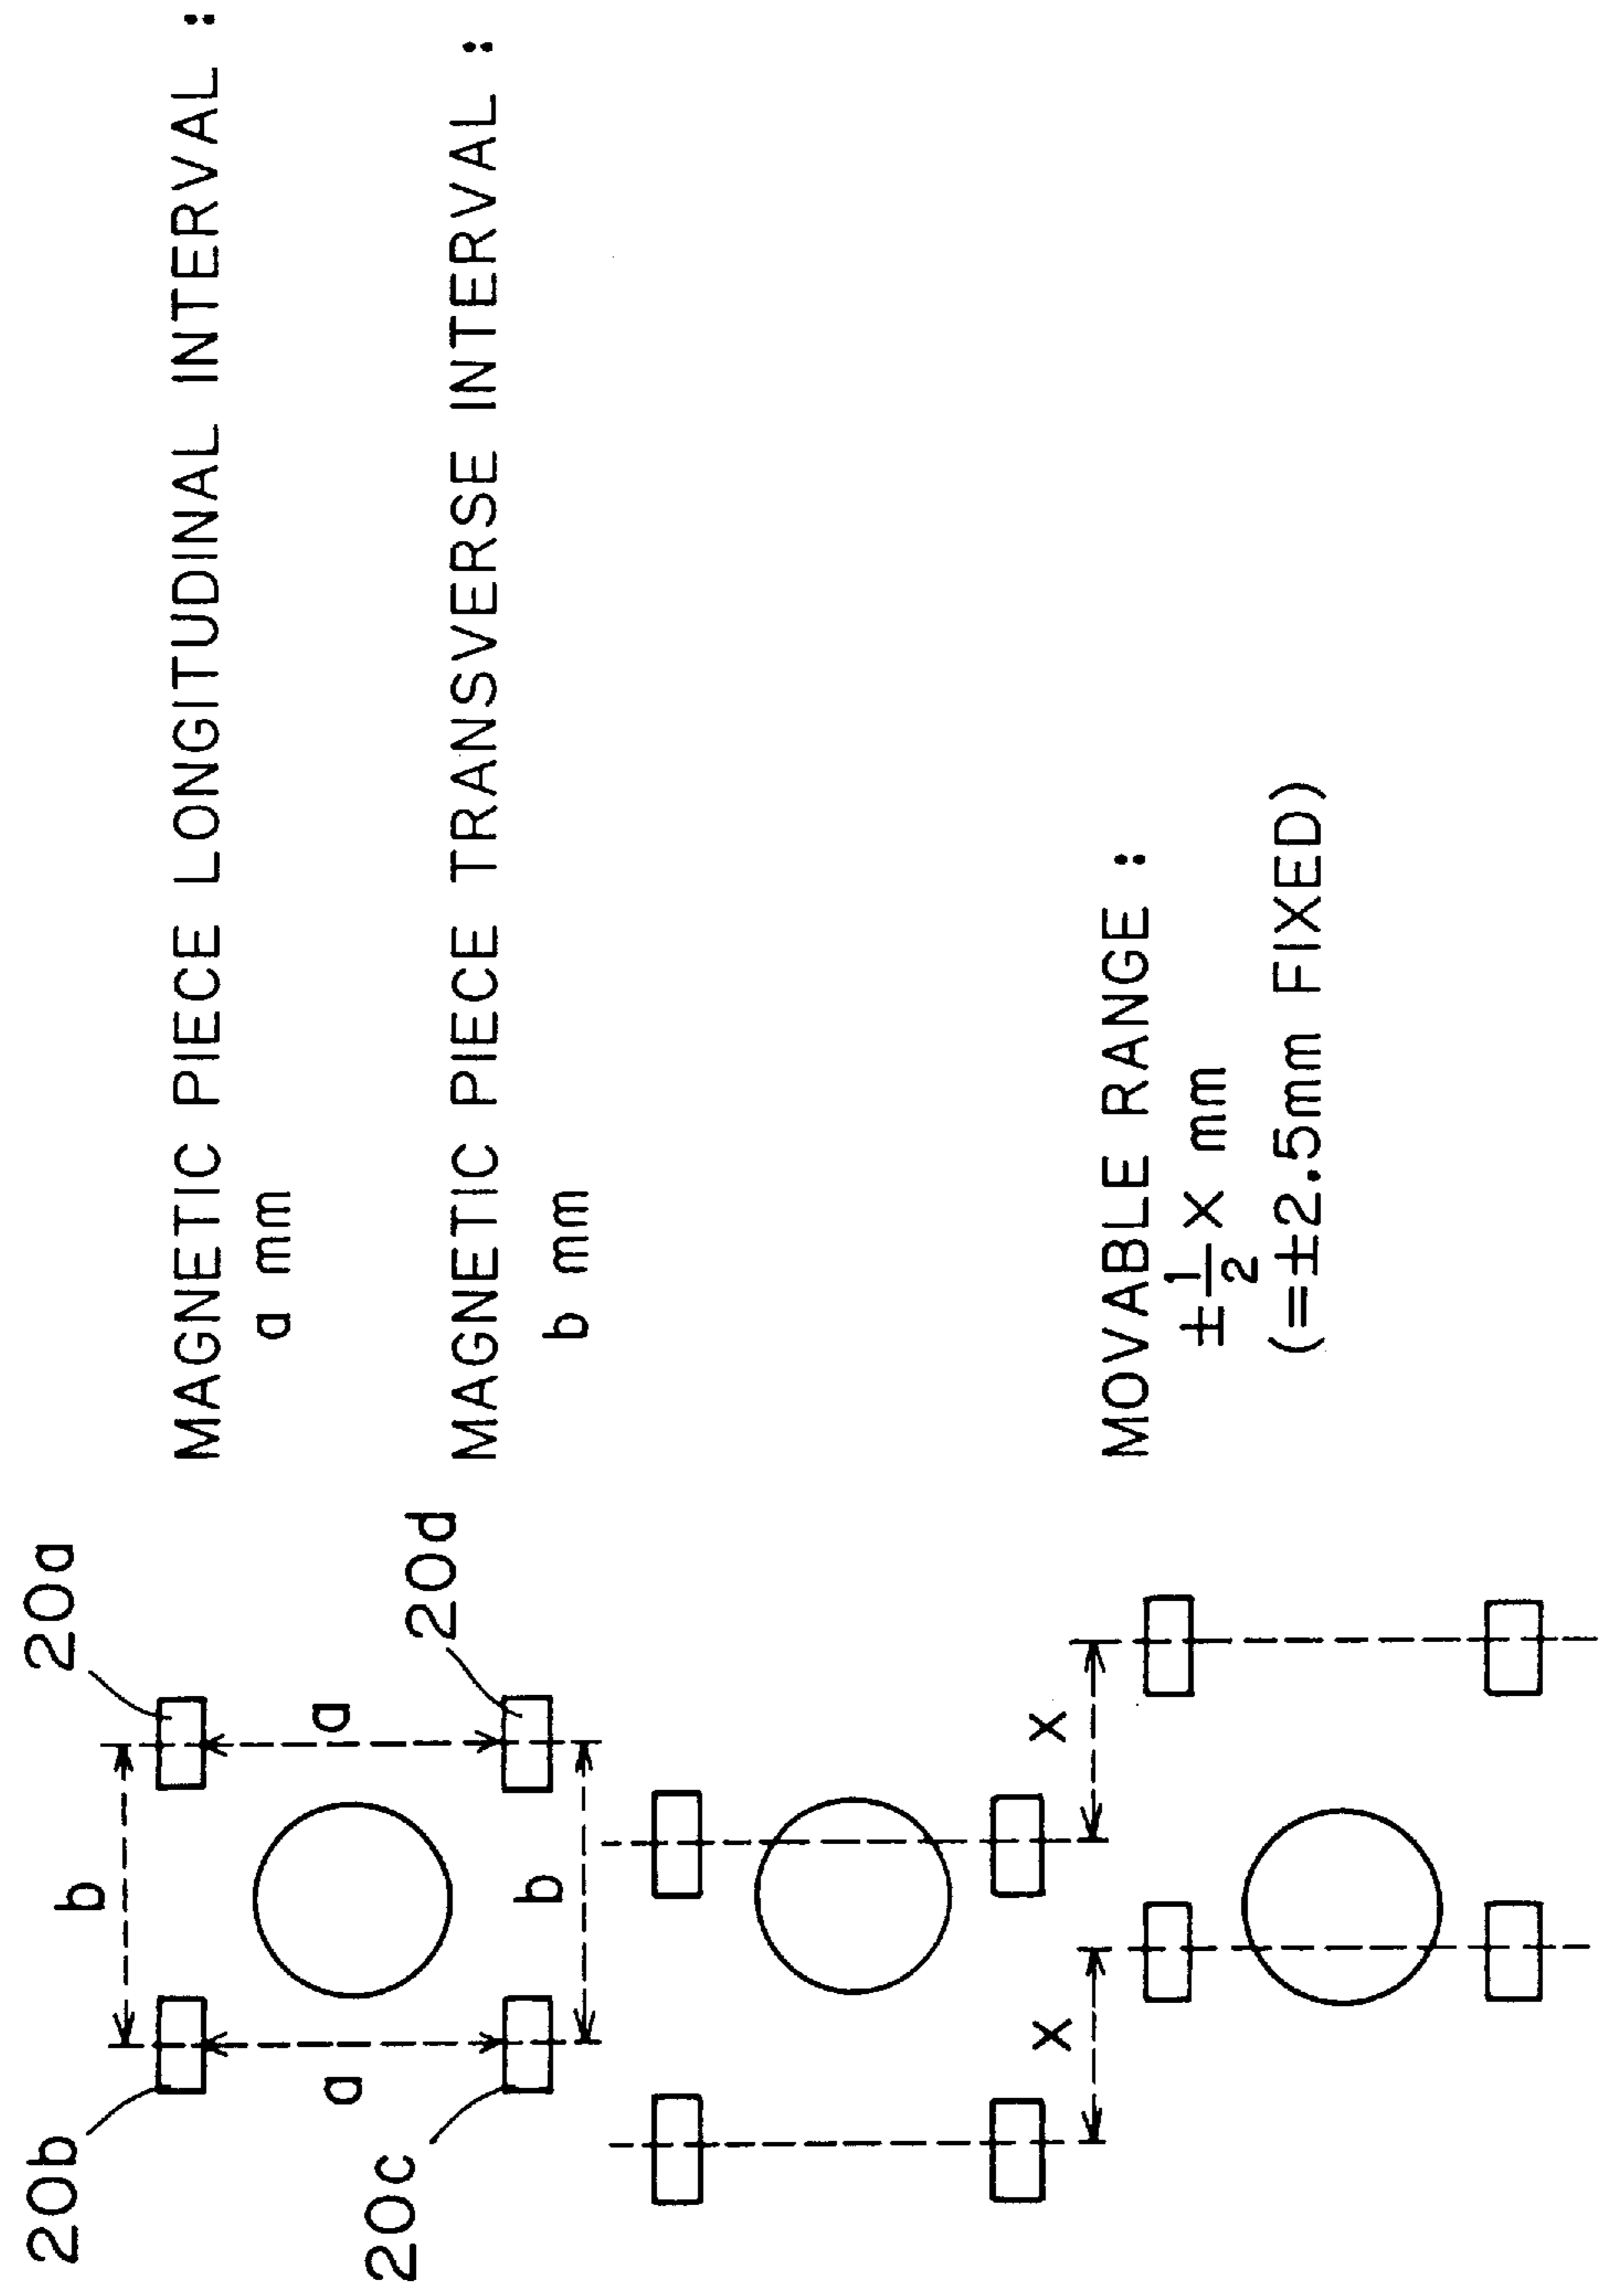 20b
20a
b
MAGNETIC PIECE LONGITUDINAL INTERVAL :
a mm
a
a
20c
20d
MAGNETIC PIECE TRANSVERSE INTERVAL :
b mm
b
x
x
MOVABLE RANGE :
±1/2 x mm
(=±2.5mm FIXED)